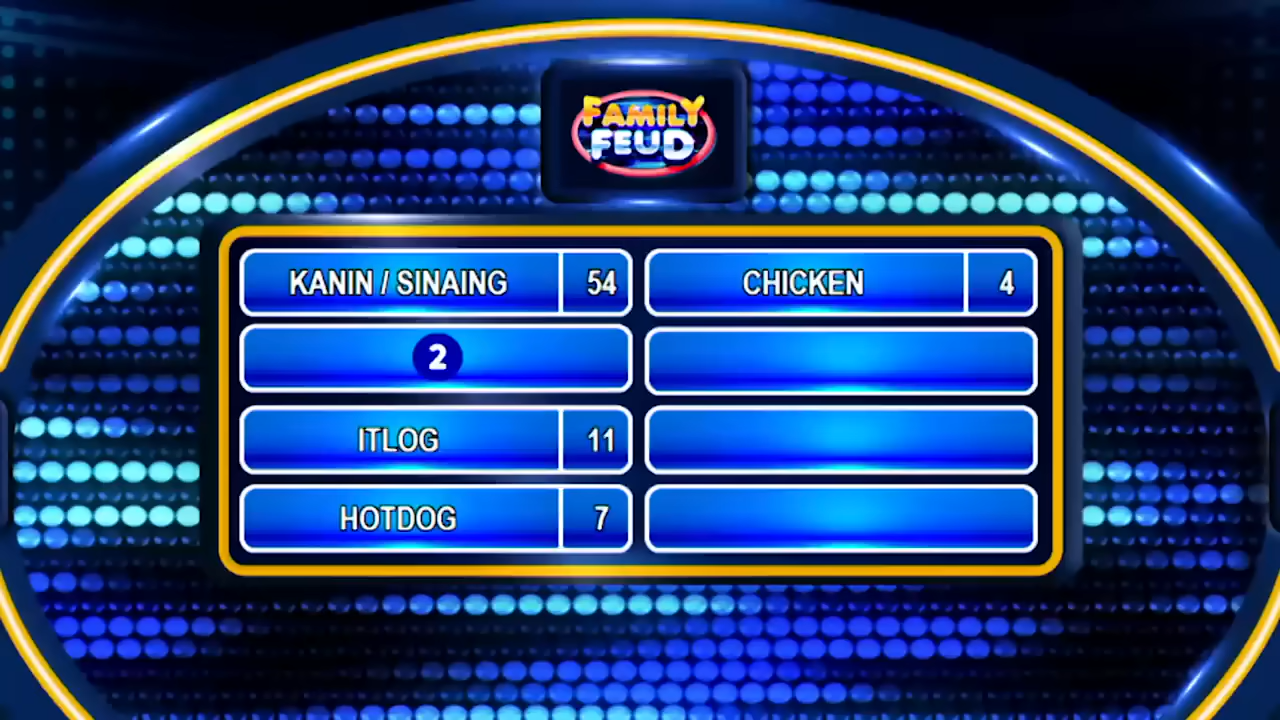 FAMILY
FEUD
KANIN / SINAING 54
2
ITLOG 11
HOTDOG 7
CHICKEN 4